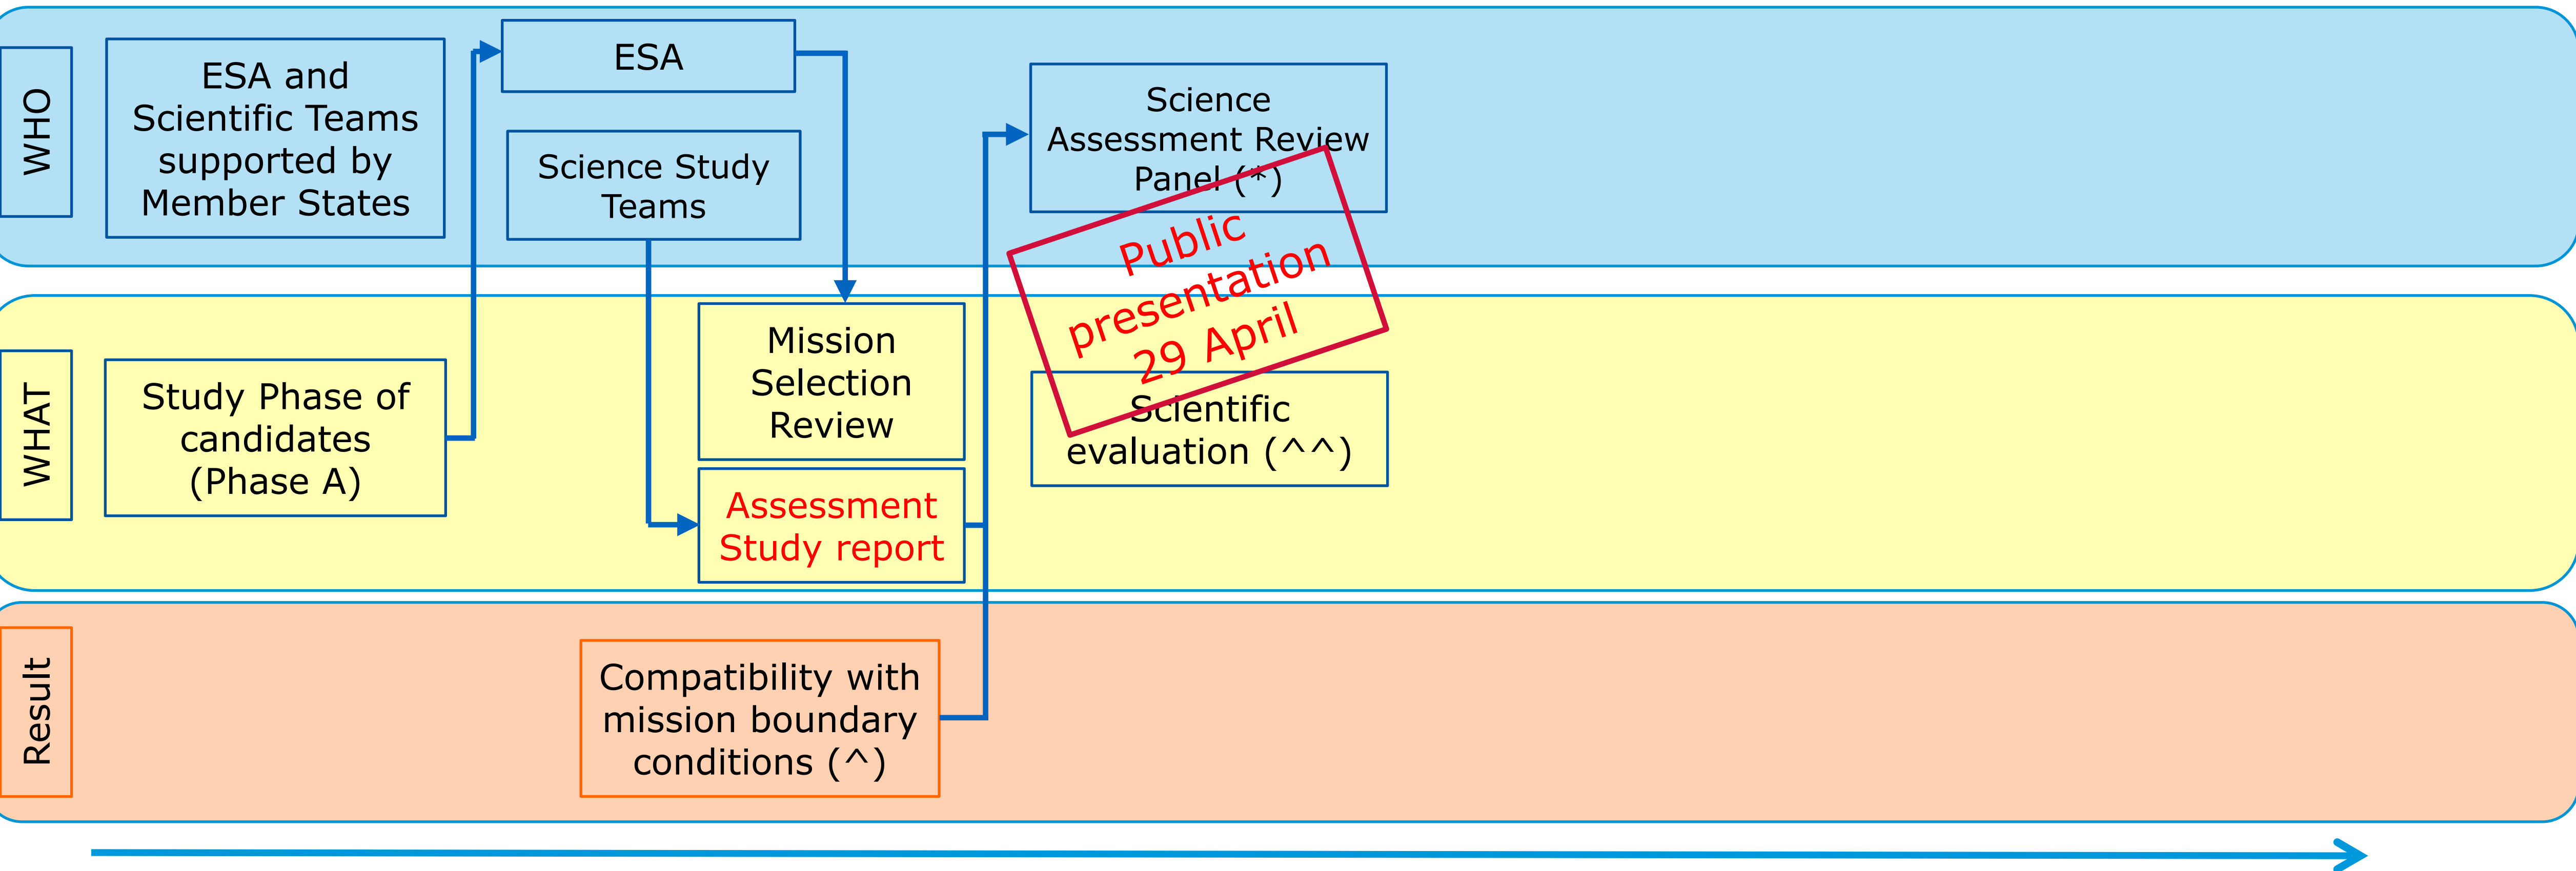 WHO
ESA and
Scientific Teams
supported by
Member States
ESA
Science Study
Teams
Science
Assessment Review
Panel (*)
Public
presentation
29 April
WHAT
Study Phase of
candidates
(Phase A)
Mission
Selection
Review
Assessment
Study report
Scientific
evaluation (^^)
Result
Compatibility with
mission boundary
conditions (^)